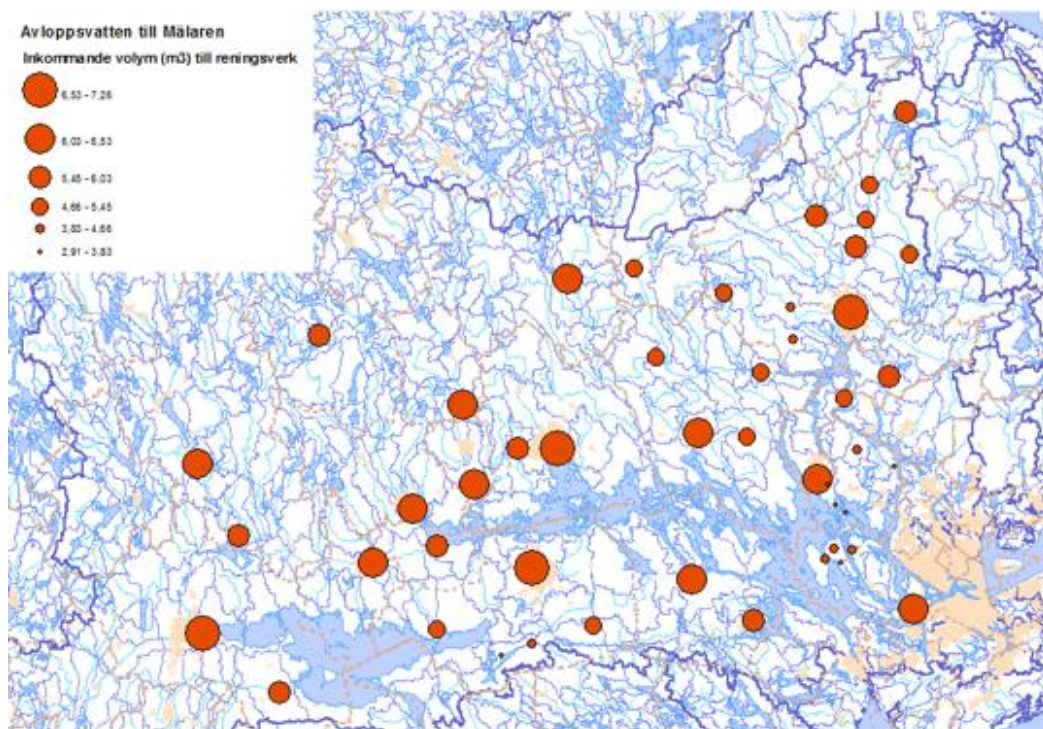 Avloppsvatten till Mälaren
Inkommande volym (m3) till reningsverk
6,53 - 7,26
6,03 - 6,53
5,45 - 6,03
4,66 - 5,45
3,83 - 4,66
2,91 - 3,83